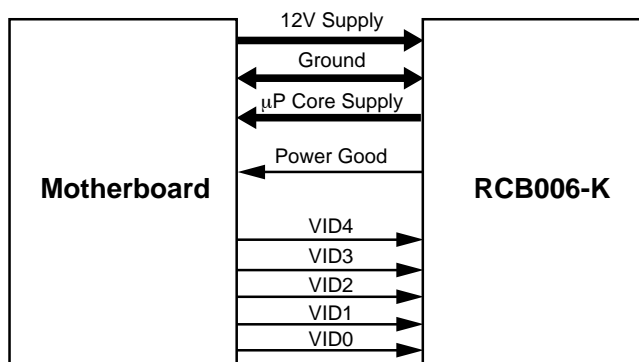 12V Supply
Ground
μP Core Supply
Power Good
Motherboard
RCB006-K
VID4
VID3
VID2
VID1
VID0